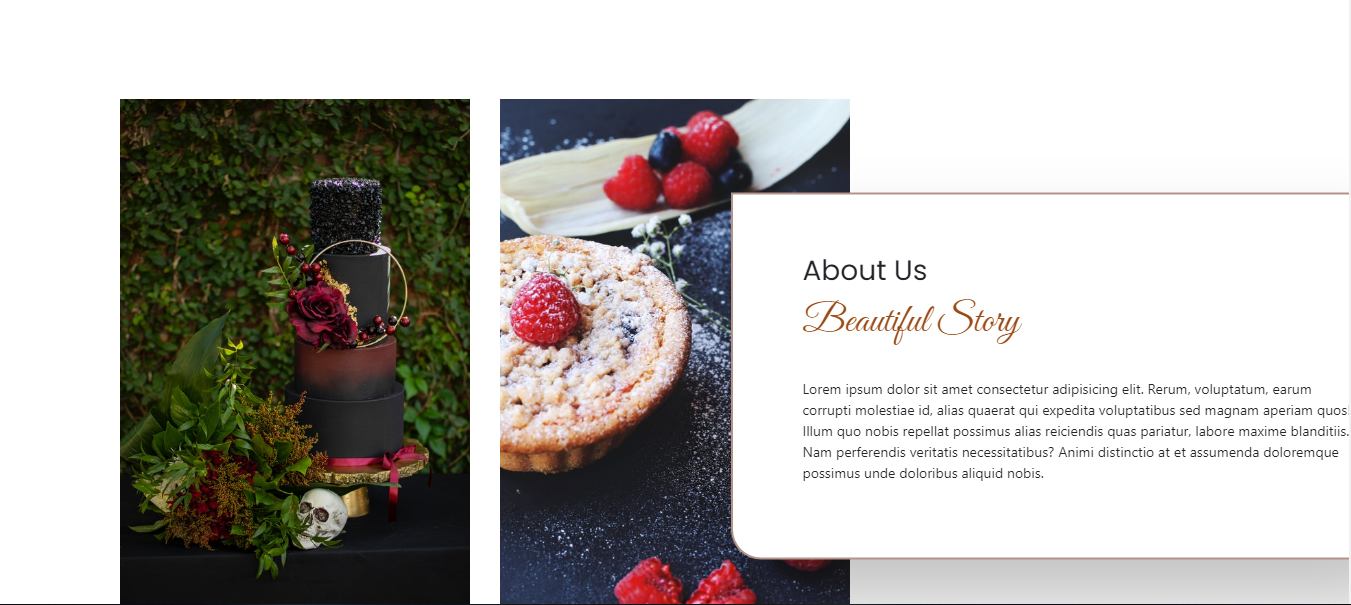 About Us
Beautiful Story
Lorem ipsum dolor sit amet consectetur adipisicing elit. Rerum, voluptatum, earum
corrupti molestiae id, alias quaerat qui expedita voluptatibus sed magnam aperiam quos!
Illum quo nobis repellat possimus alias reiciendis quas pariatur, labore maxime blanditiis.
Nam perferendis veritatis necessitatibus? Animi distinctio at et assumenda doloremque
possimus unde doloribus aliquid nobis.